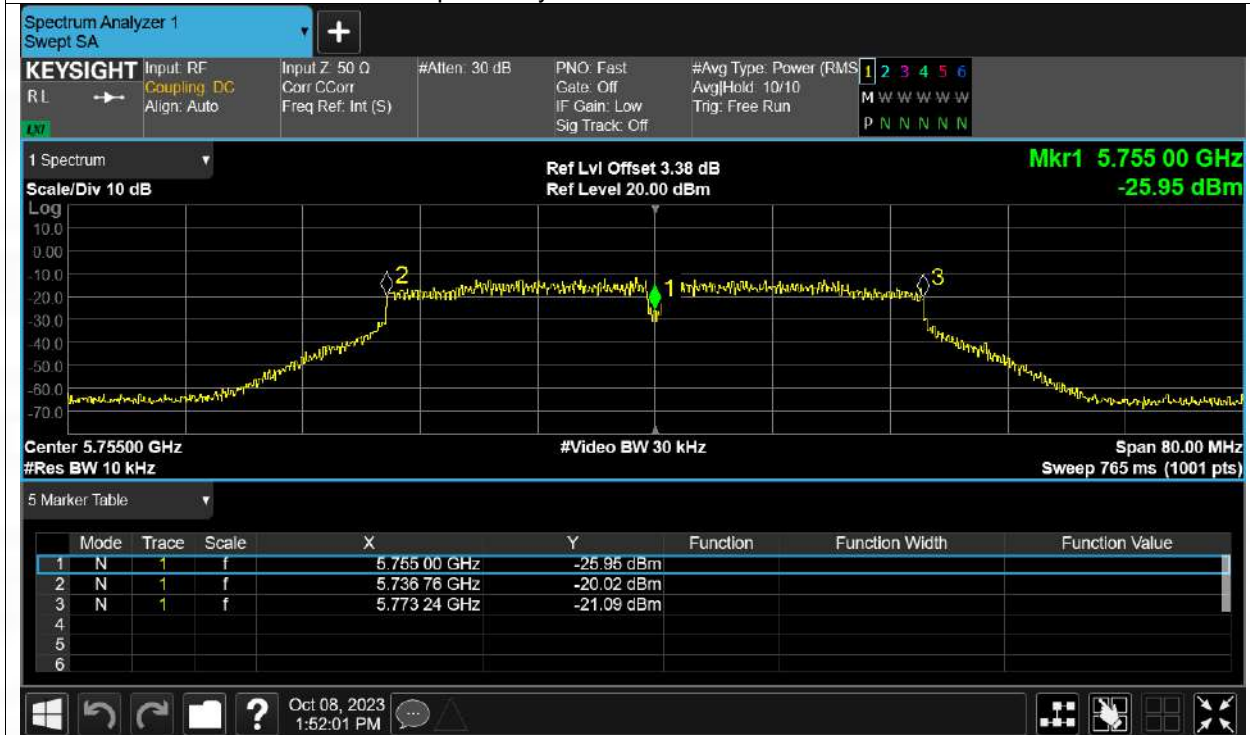 Spectrum Analyzer 1
Swept SA
+
KEYSIGHT
RL
LXI
Input: RF
Coupling: DC
Align: Auto
Input Z: 50 Ω
Corr CCorr
Freq Ref: Int (S)
#Atten: 30 dB
PNO: Fast
Gate: Off
IF Gain: Low
Sig Track: Off
#Avg Type: Power (RMS
Avg|Hold: 10/10
Trig: Free Run
1 2 3 4 5 6
M W W W W W
P N N N N N
1 Spectrum
Scale/Div 10 dB
Ref Lvl Offset 3.38 dB
Ref Level 20.00 dBm
Mkr1 5.755 00 GHz
-25.95 dBm
Log
10.0
0.00
-10.0
-20.0
-30.0
-40.0
-50.0
-60.0
-70.0
2
1
3
Center 5.75500 GHz
#Res BW 10 kHz
#Video BW 30 kHz
Span 80.00 MHz
Sweep 765 ms (1001 pts)
5 Marker Table
Mode Trace Scale X Y Function Function Width Function Value
1 N 1 f 5.755 00 GHz -25.95 dBm
2 N 1 f 5.736 76 GHz -20.02 dBm
3 N 1 f 5.773 24 GHz -21.09 dBm
4
5
6
?
Oct 08, 2023
1:52:01 PM